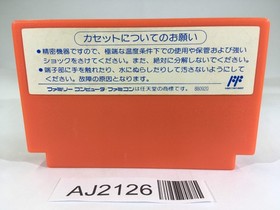 カセットについてのお願い
●精密機器ですので、極端な温度条件下での使用や保管および強い
ショックをさけてください。また、絶対に分解しないでください。
●端子部に手を触れたり、水にぬらしたりして汚さないようにして
ください。故障の原因となります。
ファミリーコンピュータ・ファミコンは任天堂の商標です。
AJ2126